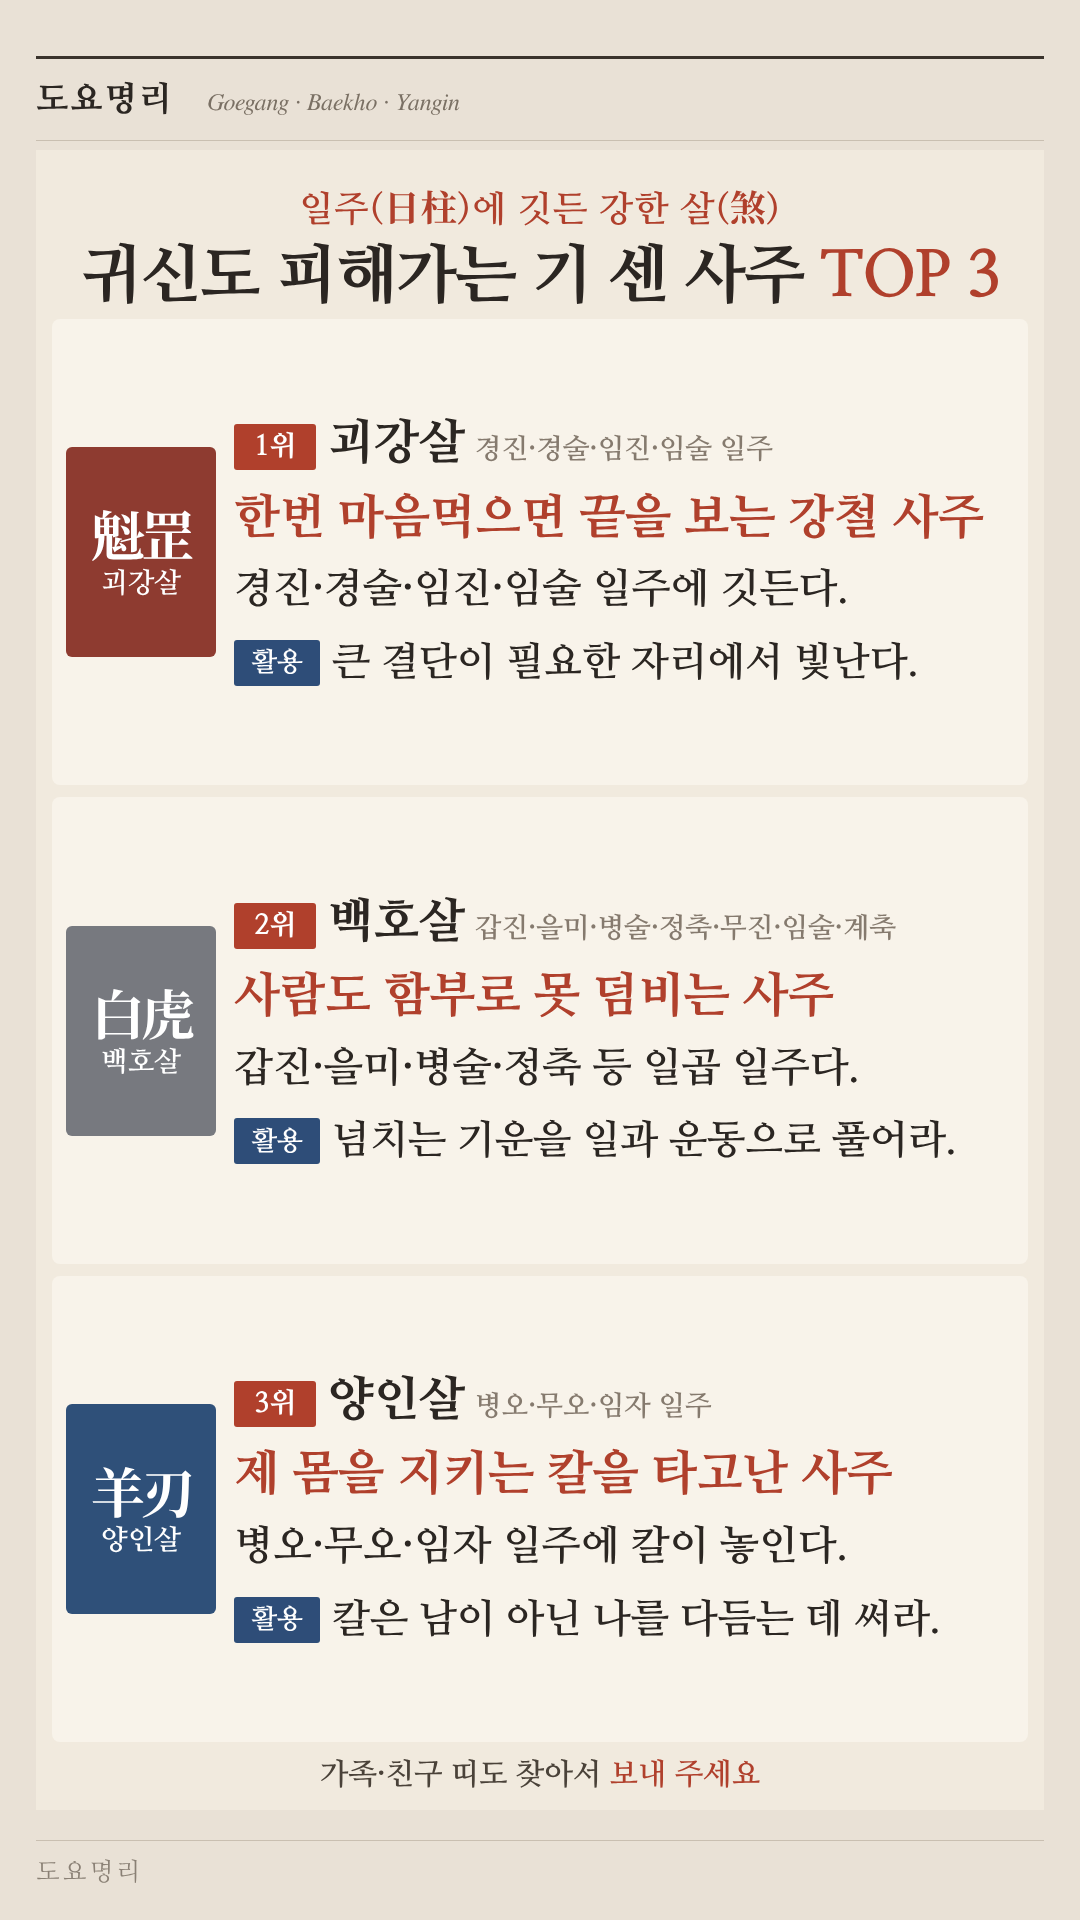 도요명리 Goegang · Baekho · Yangin
일주(日柱)에 깃든 강한 살(煞)
귀신도 피해가는 기 센 사주 TOP 3
魁罡
괴강살
1위 괴강살 경진·경술·임진·임술 일주
한번 마음먹으면 끝을 보는 강철 사주
경진·경술·임진·임술 일주에 깃든다.
활용 큰 결단이 필요한 자리에서 빛난다.
白虎
백호살
2위 백호살 갑진·을미·병술·정축·무진·임술·계축
사람도 함부로 못 덤비는 사주
갑진·을미·병술·정축 등 일곱 일주다.
활용 넘치는 기운을 일과 운동으로 풀어라.
羊刃
양인살
3위 양인살 병오·무오·임자 일주
제 몸을 지키는 칼을 타고난 사주
병오·무오·임자 일주에 칼이 놓인다.
활용 칼은 남이 아닌 나를 다듬는 데 써라.
가족·친구 띠도 찾아서 보내 주세요
도요명리